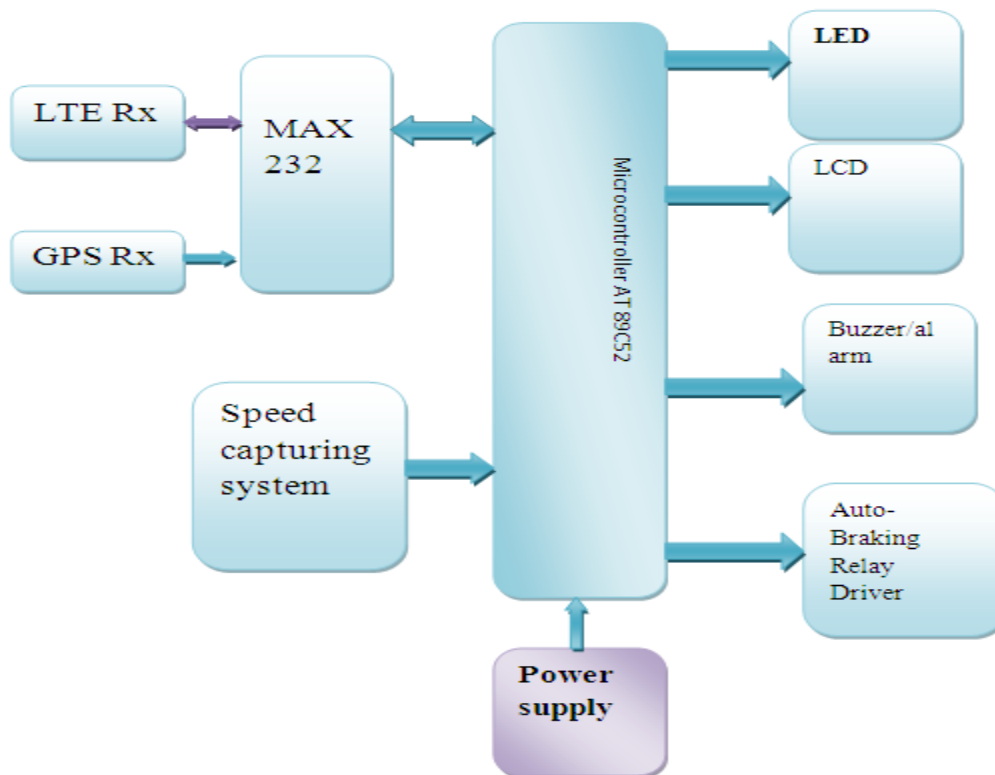 LTE Rx
GPS Rx
MAX
232
Speed
capturing
system
Microcontroller AT 89C52
Power
supply
LED
LCD
Buzzer/al
arm
Auto-
Braking
Relay
Driver